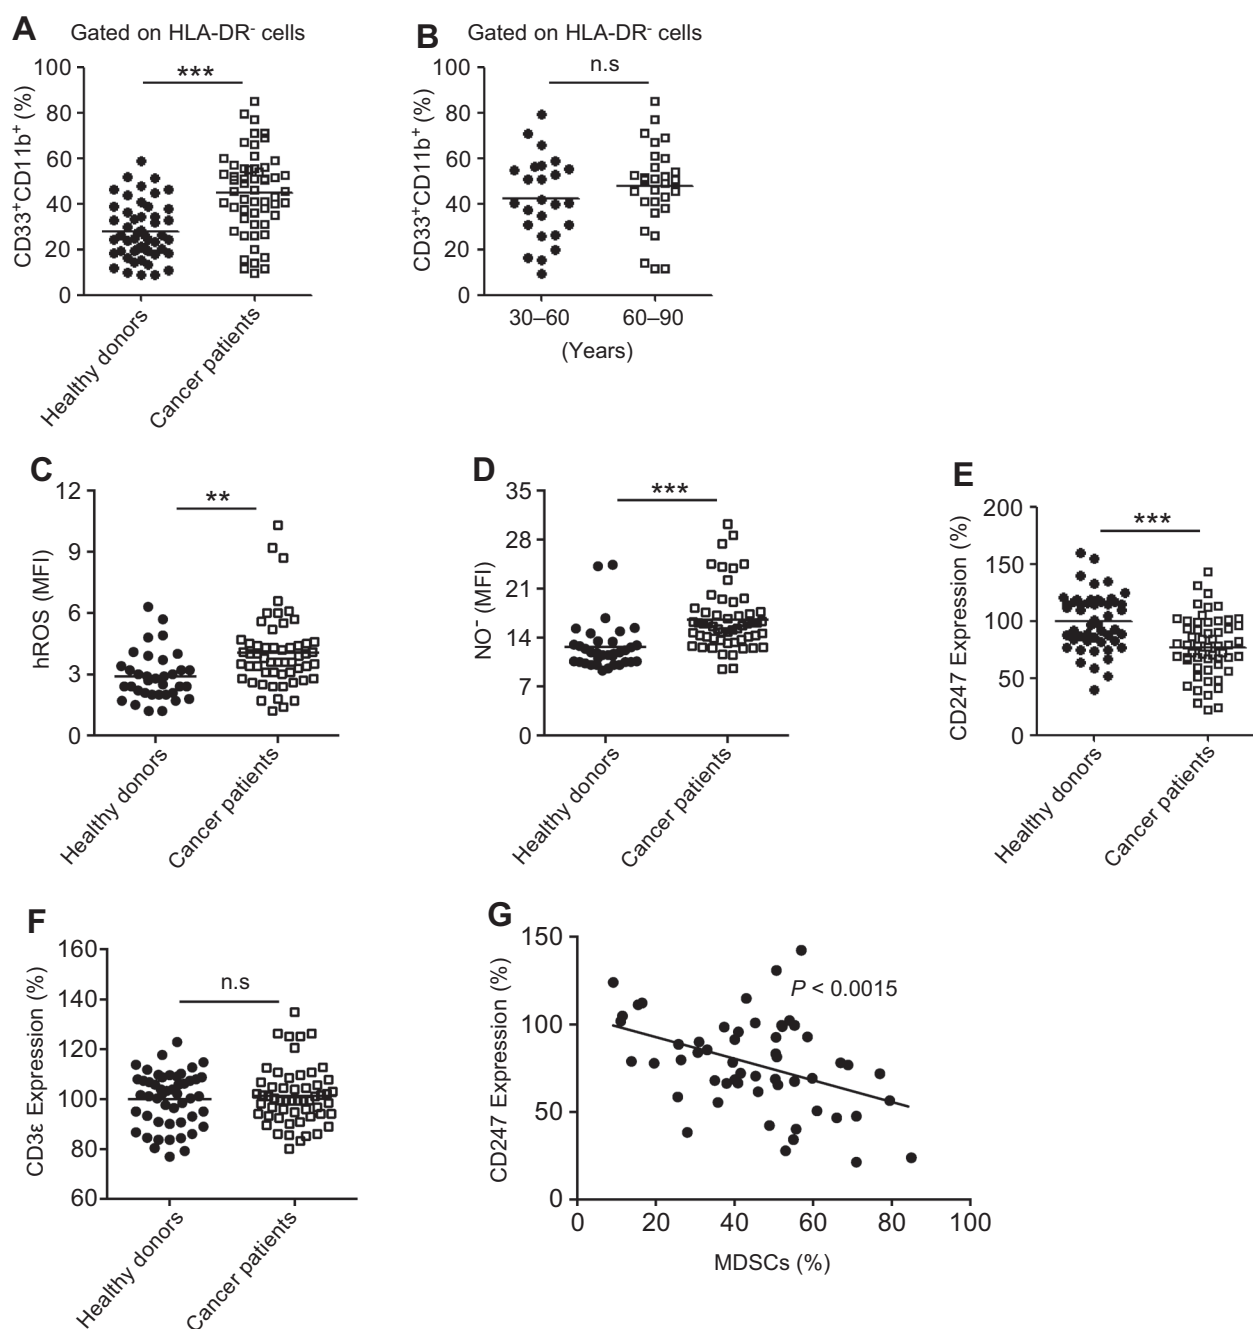 A Gated on HLA-DR⁻ cells
CD33⁺CD11b⁺ (%)
100
80
60
40
20
0
***
Healthy donors
Cancer patients
B Gated on HLA-DR⁻ cells
CD33⁺CD11b⁺ (%)
100
80
60
40
20
0
n.s
30–60 60–90
(Years)
C
hROS (MFI)
12
9
6
3
0
**
Healthy donors
Cancer patients
D
NO⁻ (MFI)
35
28
21
14
7
0
***
Healthy donors
Cancer patients
E
CD247 Expression (%)
200
150
100
50
0
***
Healthy donors
Cancer patients
F
CD3ε Expression (%)
160
140
120
100
80
60
n.s
Healthy donors
Cancer patients
G
CD247 Expression (%)
150
100
50
0
P < 0.0015
0 20 40 60 80 100
MDSCs (%)